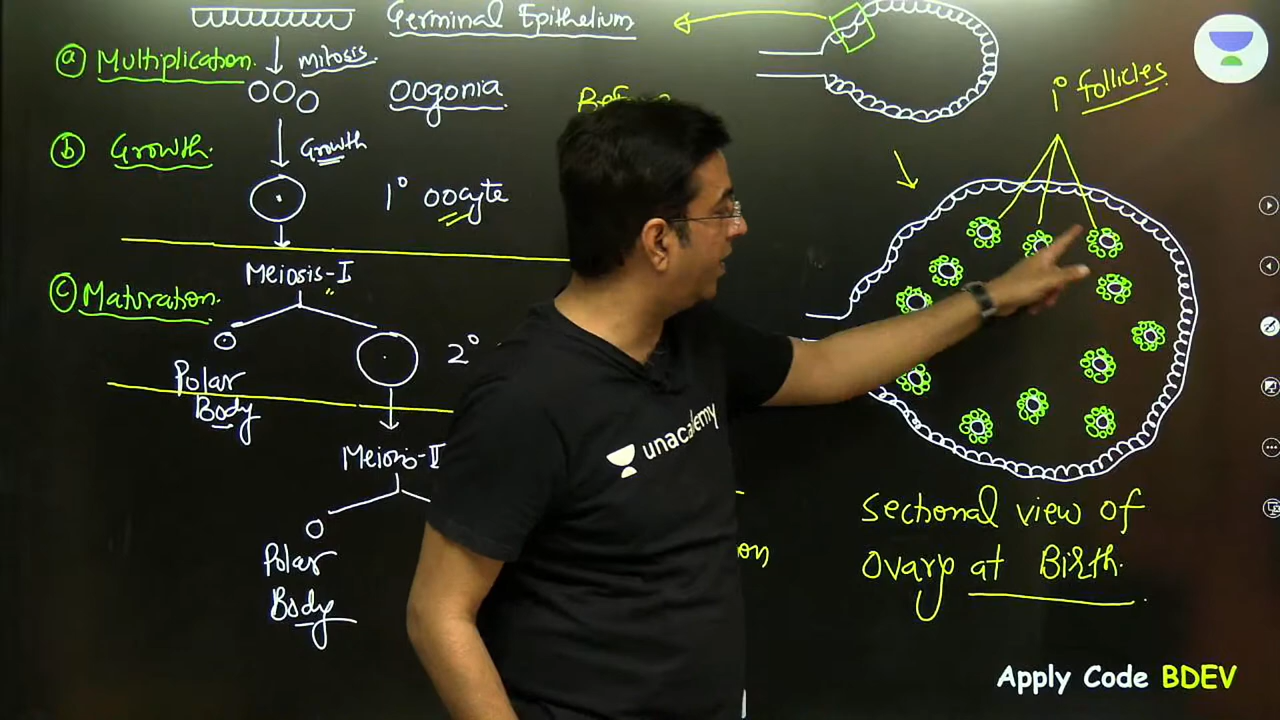 Germinal Epithelium
(a) Multiplication
mitosis
Oogonia
(b) Growth
Growth
1° oocyte
1° follicles
Meiosis-I
(c) Maturation
Polar
Body
2°
Meiosis-II
Polar
Body
unacademy
Sectional view of
Ovary at Birth.
Apply Code BDEV